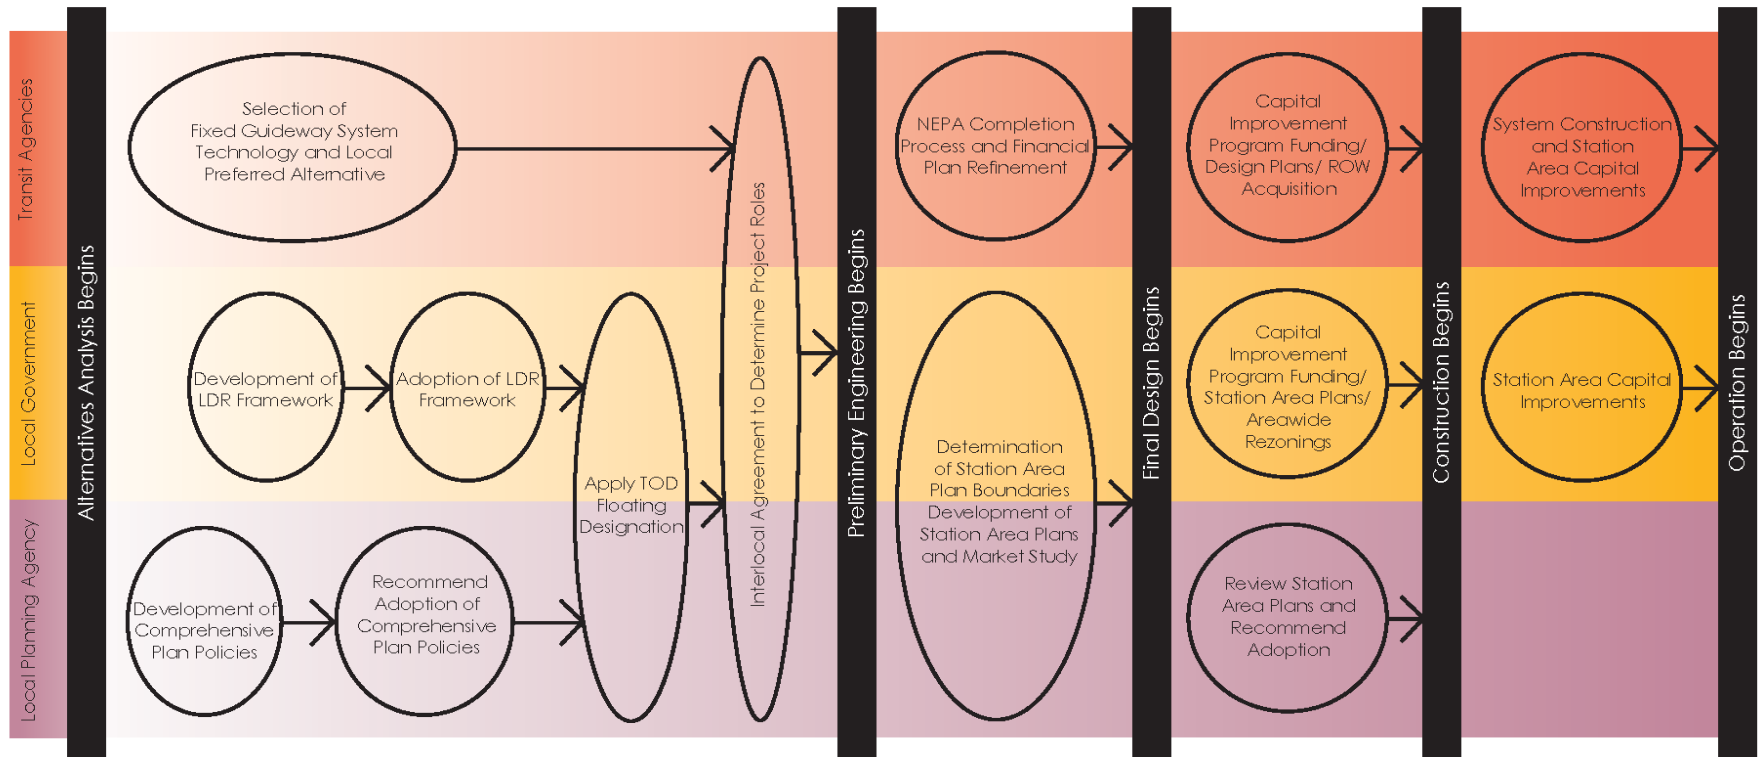 Transit Agencies
Local Government
Local Planning Agency
Alternatives Analysis Begins
Selection of
Fixed Guideway System
Technology and Local
Preferred Alternative
Development of
LDR Framework
Adoption of LDR
Framework
Development of
Comprehensive
Plan Policies
Recommend
Adoption of
Comprehensive
Plan Policies
Apply TOD
Floating
Designation
Interlocal Agreement to Determine Project Roles
Preliminary Engineering Begins
NEPA Completion
Process and Financial
Plan Refinement
Determination
of Station Area
Plan Boundaries
Development of
Station Area Plans
and Market Study
Final Design Begins
Capital
Improvement
Program Funding/
Design Plans/ ROW
Acquisition
Capital
Improvement
Program Funding/
Station Area Plans/
Areawide
Rezonings
Review Station
Area Plans and
Recommend
Adoption
Construction Begins
System Construction
and Station
Area Capital
Improvements
Station Area Capital
Improvements
Operation Begins